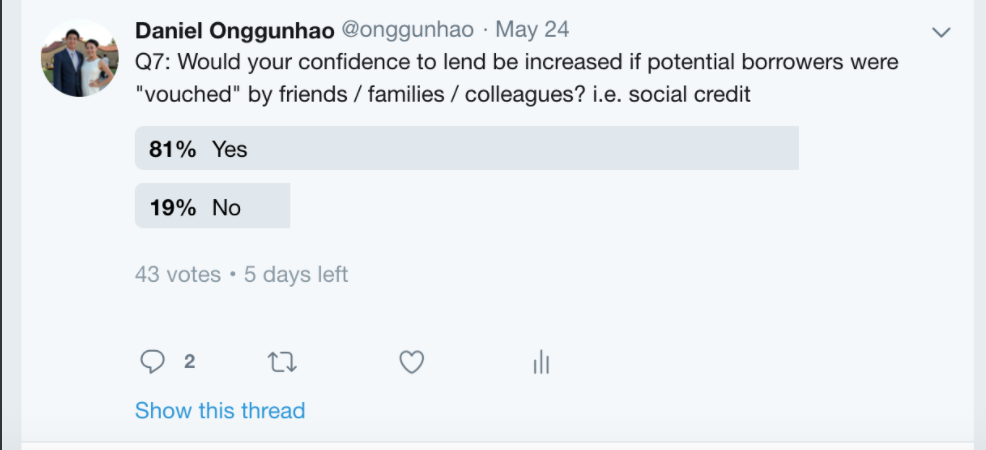 Daniel Onggunhao @onggunhao · May 24
Q7: Would your confidence to lend be increased if potential borrowers were
"vouched" by friends / families / colleagues? i.e. social credit
81% Yes
19% No
43 votes • 5 days left
2
Show this thread